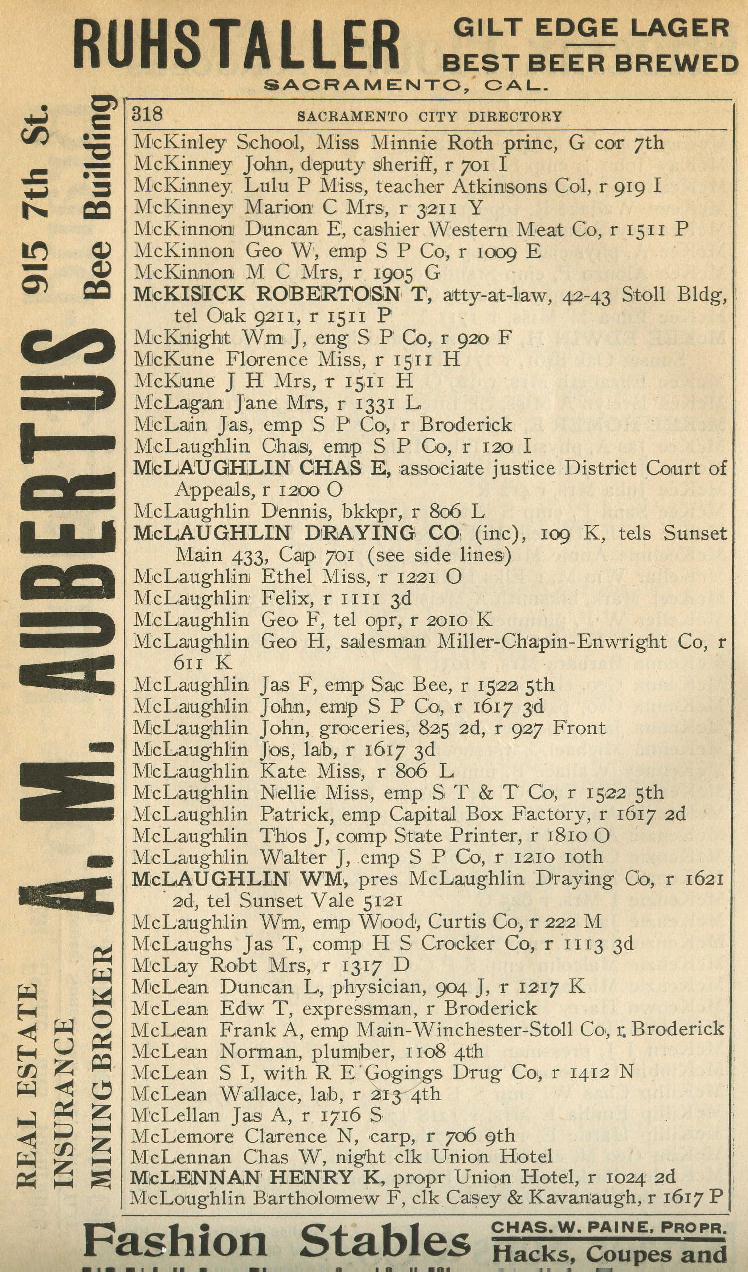 RUHSTALLER
GILT EDGE LAGER
BEST BEER BREWED
SACRAMENTO, CAL.
915 7th St.
Bee Building
A. M. AUBERTUS
REAL ESTATE
INSURANCE
MINING BROKER
318 SACRAMENTO CITY DIRECTORY
McKinley School, Miss Minnie Roth princ, G cor 7th
McKinney John, deputy sheriff, r 701 I
McKinney Lulu P Miss, teacher Atkinsons Col, r 919 I
McKinney Marion C Mrs, r 3211 Y
McKinnon Duncan E, cashier Western Meat Co, r 1511 P
McKinnon Geo W, emp S P Co, r 1009 E
McKinnon M C Mrs, r 1905 G
McKISICK ROBERTOSN T, atty-at-law, 42-43 Stoll Bldg,
tel Oak 9211, r 1511 P
McKnight Wm J, eng S P Co, r 920 F
McKune Florence Miss, r 1511 H
McKune J H Mrs, r 1511 H
McLagan Jane Mrs, r 1331 L
McLain Jas, emp S P Co, r Broderick
McLaughlin Chas, emp S P Co, r 120 I
McLAUGHLIN CHAS E, associate justice District Court of
Appeals, r 1200 O
McLaughlin Dennis, bkkpr, r 806 L
McLAUGHLIN DRAYING CO (inc), 109 K, tels Sunset
Main 433, Cap 701 (see side lines)
McLaughlin Ethel Miss, r 1221 O
McLaughlin Felix, r 1111 3d
McLaughlin Geo F, tel opr, r 2010 K
McLaughlin Geo H, salesman Miller-Chapin-Enwright Co, r
611 K
McLaughlin Jas F, emp Sac Bee, r 1522 5th
McLaughlin John, emp S P Co, r 1617 3d
McLaughlin John, groceries, 825 2d, r 927 Front
McLaughlin Jos, lab, r 1617 3d
McLaughlin Kate Miss, r 806 L
McLaughlin Nellie Miss, emp S T & T Co, r 1522 5th
McLaughlin Patrick, emp Capital Box Factory, r 1617 2d
McLaughlin Thos J, comp State Printer, r 1810 O
McLaughlin Walter J, emp S P Co, r 1210 10th
McLAUGHLIN WM, pres McLaughlin Draying Co, r 1621
2d, tel Sunset Vale 5121
McLaughlin Wm, emp Wood, Curtis Co, r 222 M
McLaughs Jas T, comp H S Crocker Co, r 1113 3d
McLay Robt Mrs, r 1317 D
McLean Duncan L, physician, 904 J, r 1217 K
McLean Edw T, expressman, r Broderick
McLean Frank A, emp Main-Winchester-Stoll Co, r Broderick
McLean Norman, plumber, 1108 4th
McLean S I, with R E Gogings Drug Co, r 1412 N
McLean Wallace, lab, r 213 4th
McLellan Jas A, r 1716 S
McLemore Clarence N, carp, r 706 9th
McLennan Chas W, night clk Union Hotel
McLENNAN HENRY K, propr Union Hotel, r 1024 2d
McLoughlin Bartholomew F, clk Casey & Kavanaugh, r 1617 P
Fashion Stables
CHAS. W. PAINE, PROPR.
Hacks, Coupes and